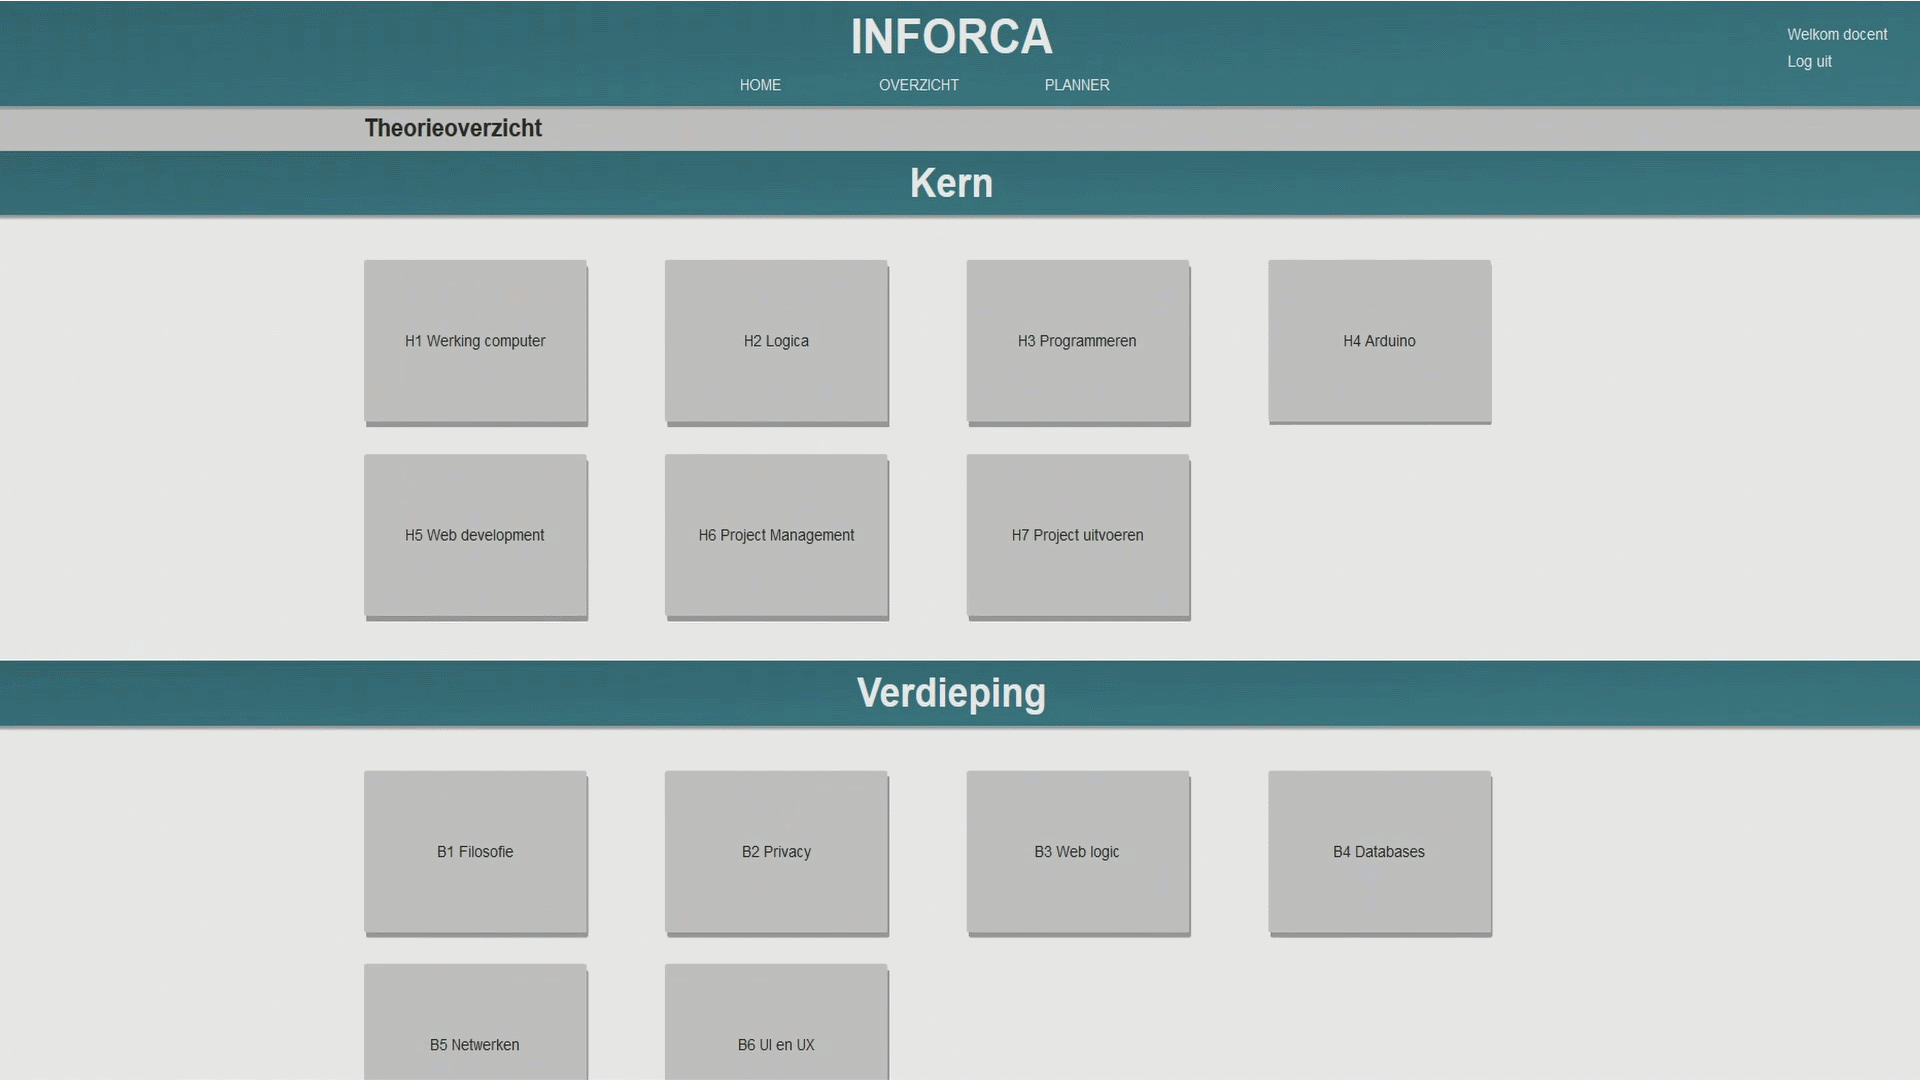 INFORCA
Welkom docent
Log uit
HOME OVERZICHT PLANNER
Theorieoverzicht
Kern
H1 Werking computer
H2 Logica
H3 Programmeren
H4 Arduino
H5 Web development
H6 Project Management
H7 Project uitvoeren
Verdieping
B1 Filosofie
B2 Privacy
B3 Web logic
B4 Databases
B5 Netwerken
B6 UI en UX